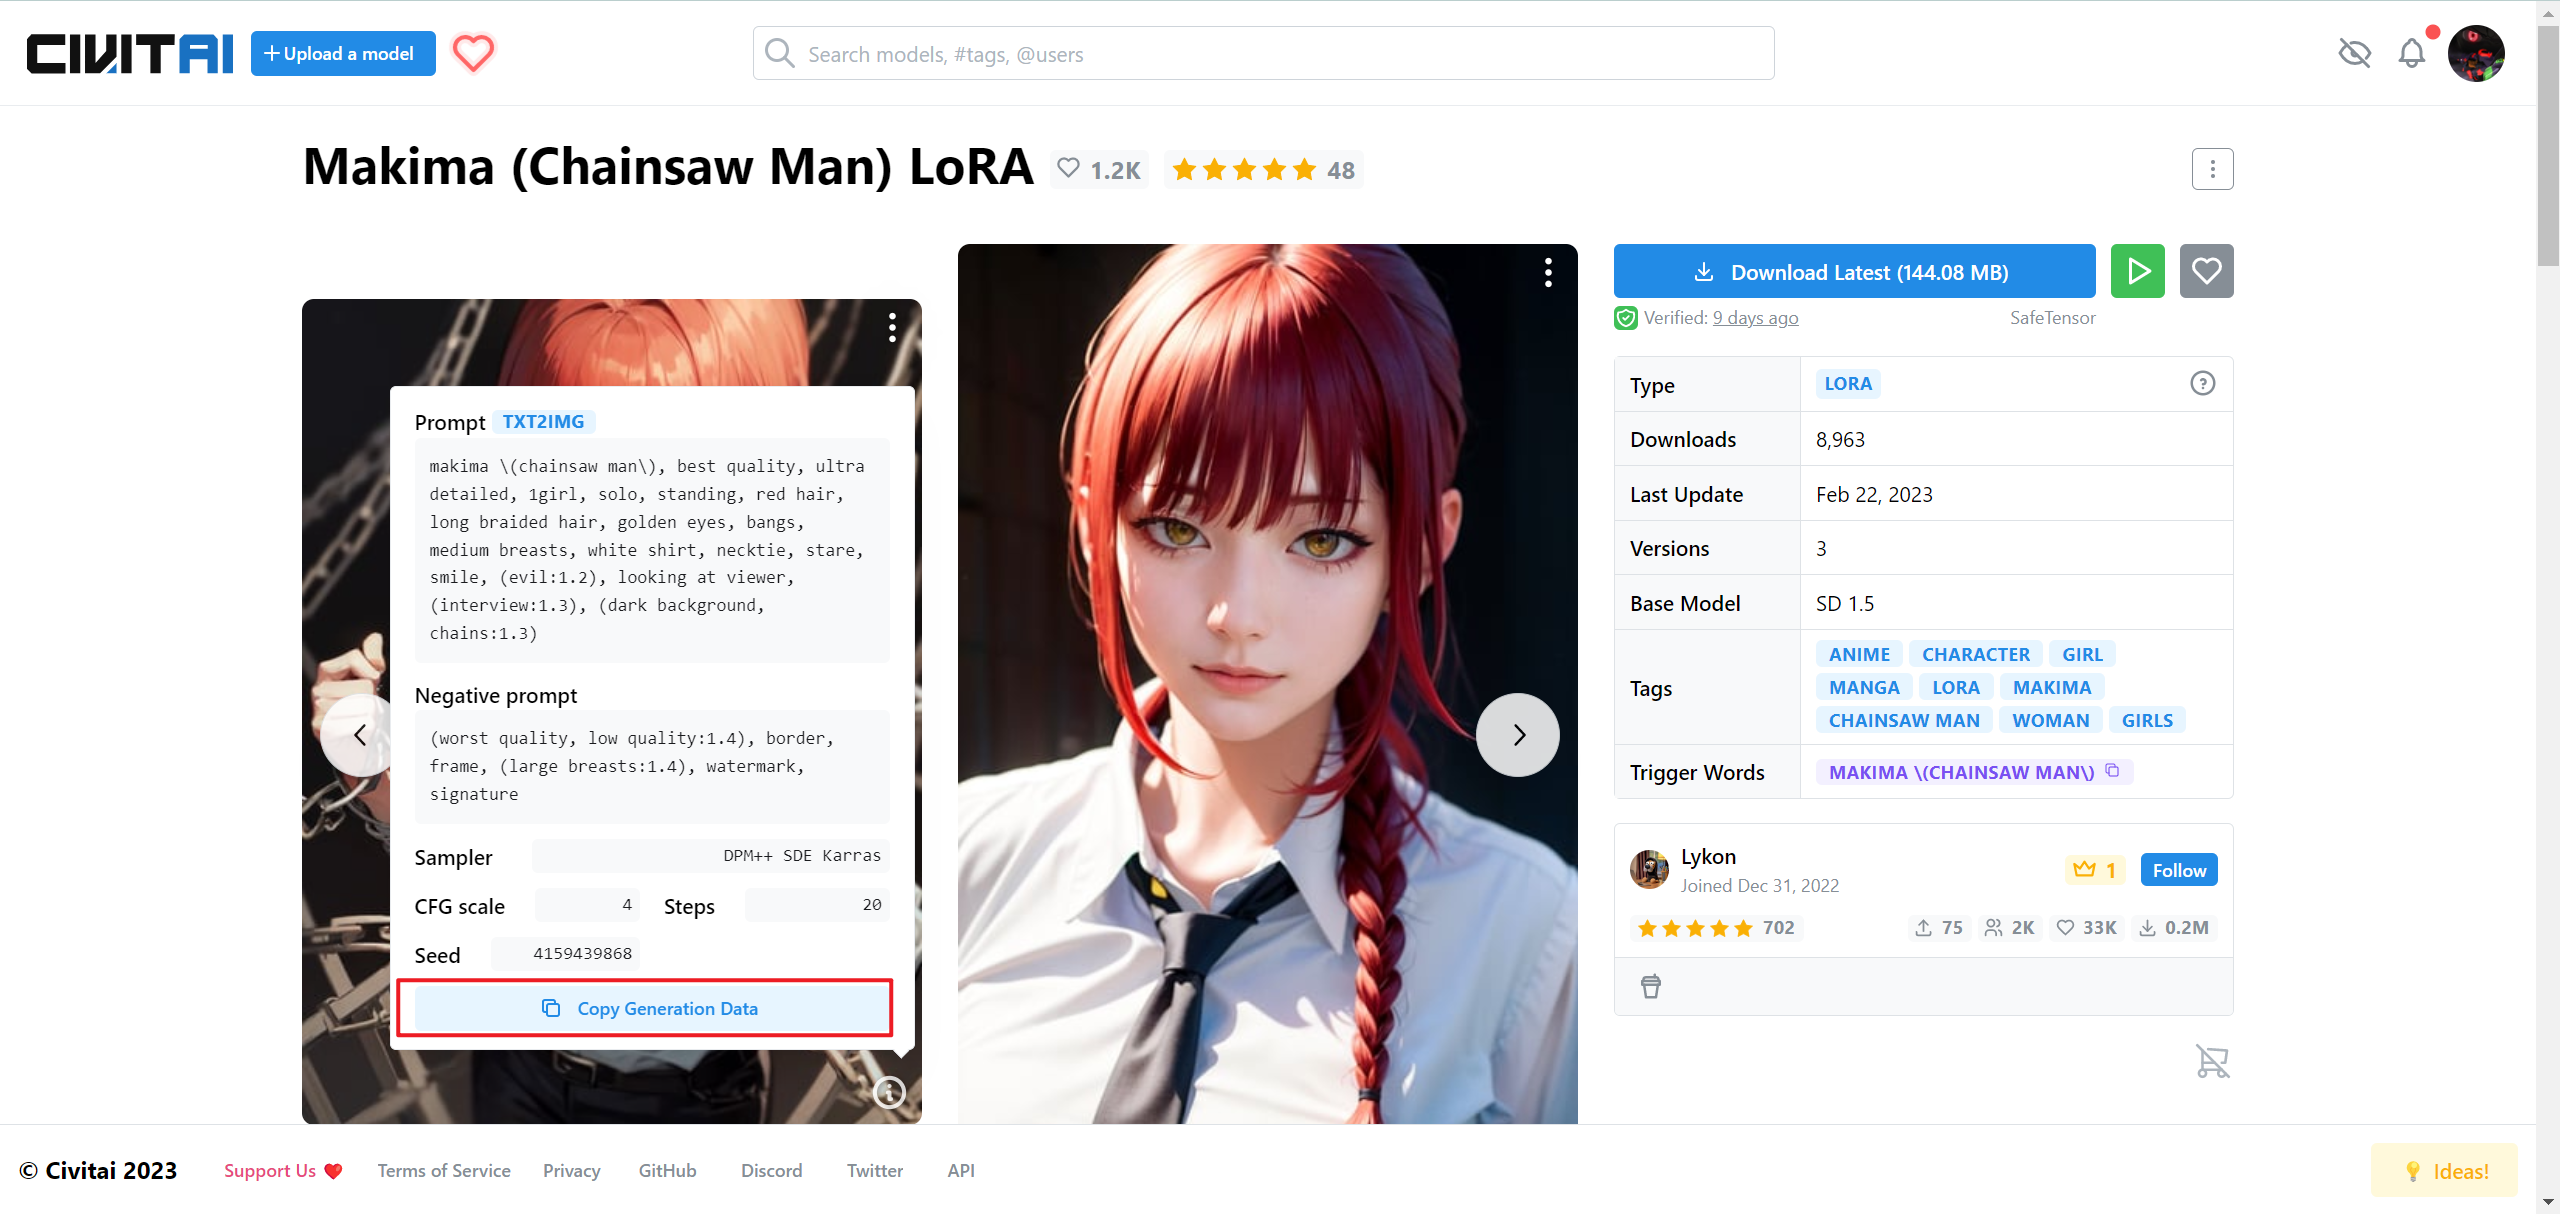 CIVITAI
Upload a model
Search models, #tags, @users
Makima (Chainsaw Man) LoRA
1.2K
48
Prompt TXT2IMG
makima \(chainsaw man\), best quality, ultra
detailed, 1girl, solo, standing, red hair,
long braided hair, golden eyes, bangs,
medium breasts, white shirt, necktie, stare,
smile, (evil:1.2), looking at viewer,
(interview:1.3), (dark background,
chains:1.3)
Negative prompt
(worst quality, low quality:1.4), border,
frame, (large breasts:1.4), watermark,
signature
Sampler DPM++ SDE Karras
CFG scale 4 Steps 20
Seed 4159439868
Copy Generation Data
Download Latest (144.08 MB)
Verified: 9 days ago SafeTensor
Type LORA
Downloads 8,963
Last Update Feb 22, 2023
Versions 3
Base Model SD 1.5
Tags
ANIME CHARACTER GIRL
MANGA LORA MAKIMA
CHAINSAW MAN WOMAN GIRLS
Trigger Words MAKIMA \(CHAINSAW MAN\)
Lykon
Joined Dec 31, 2022
1 Follow
702 75 2K 33K 0.2M
© Civitai 2023 Support Us Terms of Service Privacy GitHub Discord Twitter API Ideas!